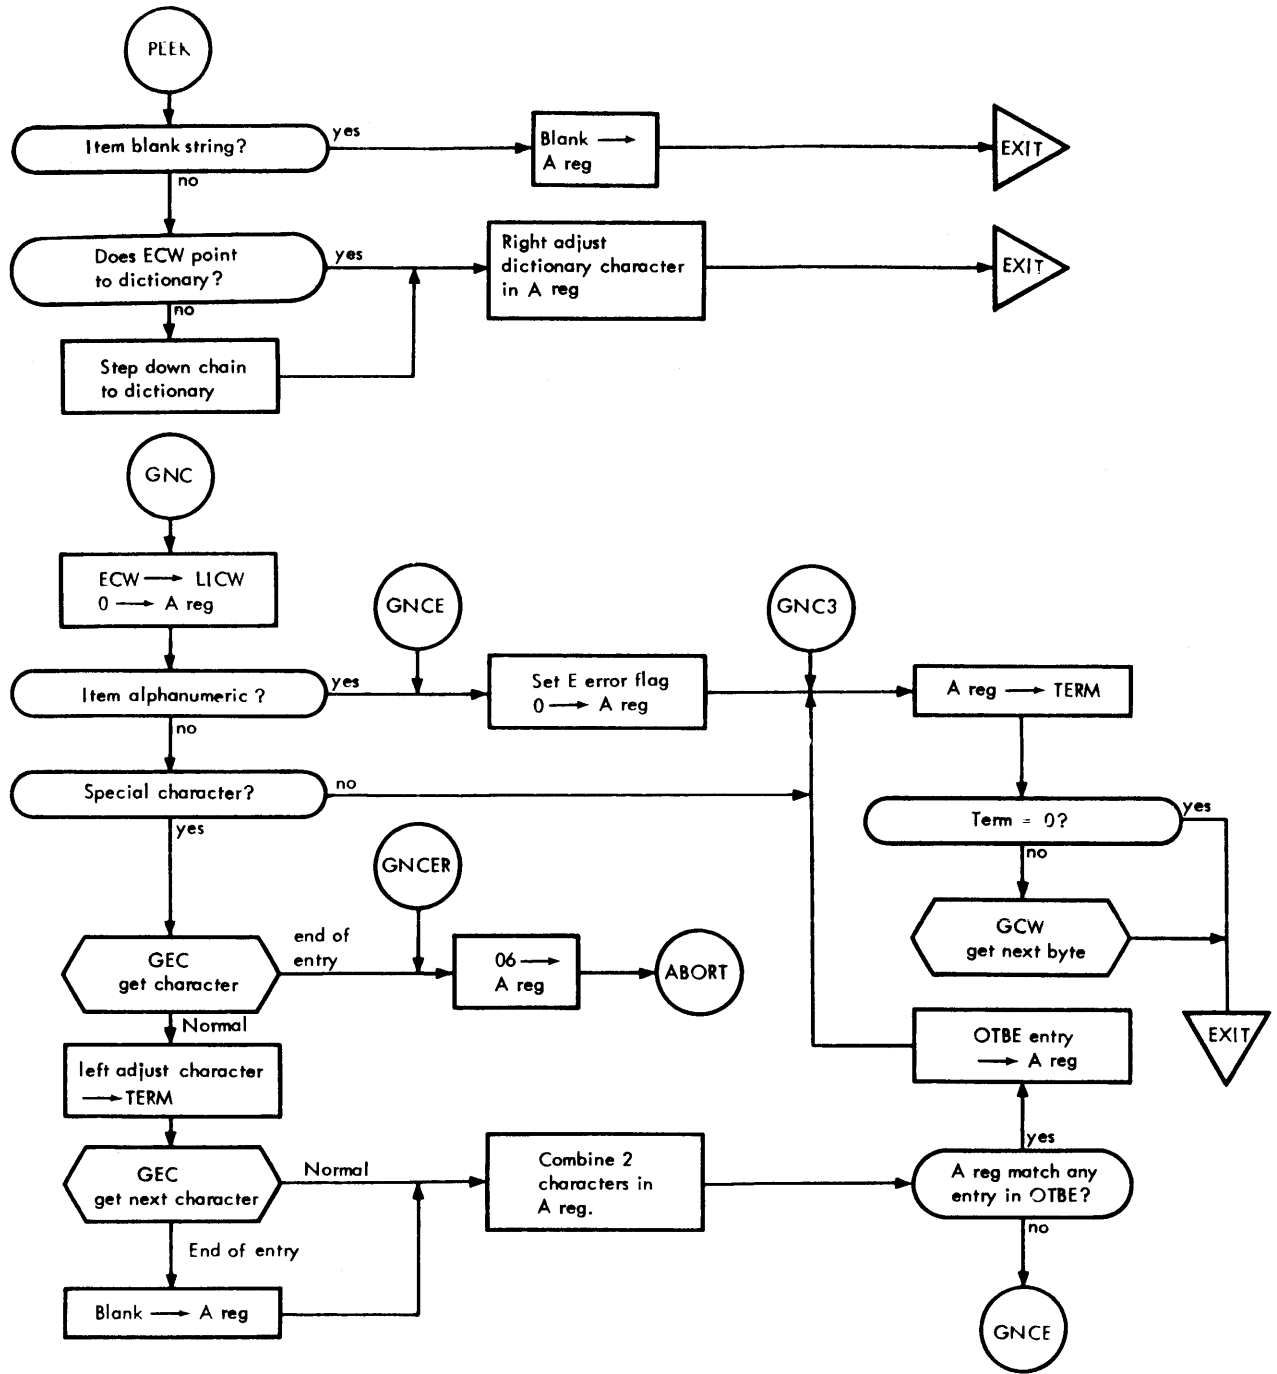 PEEK
Item blank string?
yes
Blank →
A reg
EXIT
no
Does ECW point
to dictionary?
yes
Right adjust
dictionary character
in A reg
EXIT
no
Step down chain
to dictionary
GNC
ECW → LICW
0 → A reg
GNCE
GNC3
Item alphanumeric ?
yes
Set E error flag
0 → A reg
A reg → TERM
no
Special character?
no
yes
Term = 0?
yes
no
GNCER
GCW
get next byte
GEC
get character
end of
entry
06 →
A reg
ABORT
Normal
EXIT
OTBE entry
→ A reg
left adjust character
→ TERM
yes
GEC
get next character
Normal
Combine 2
characters in
A reg.
A reg match any
entry in OTBE?
no
End of entry
Blank → A reg
GNCE